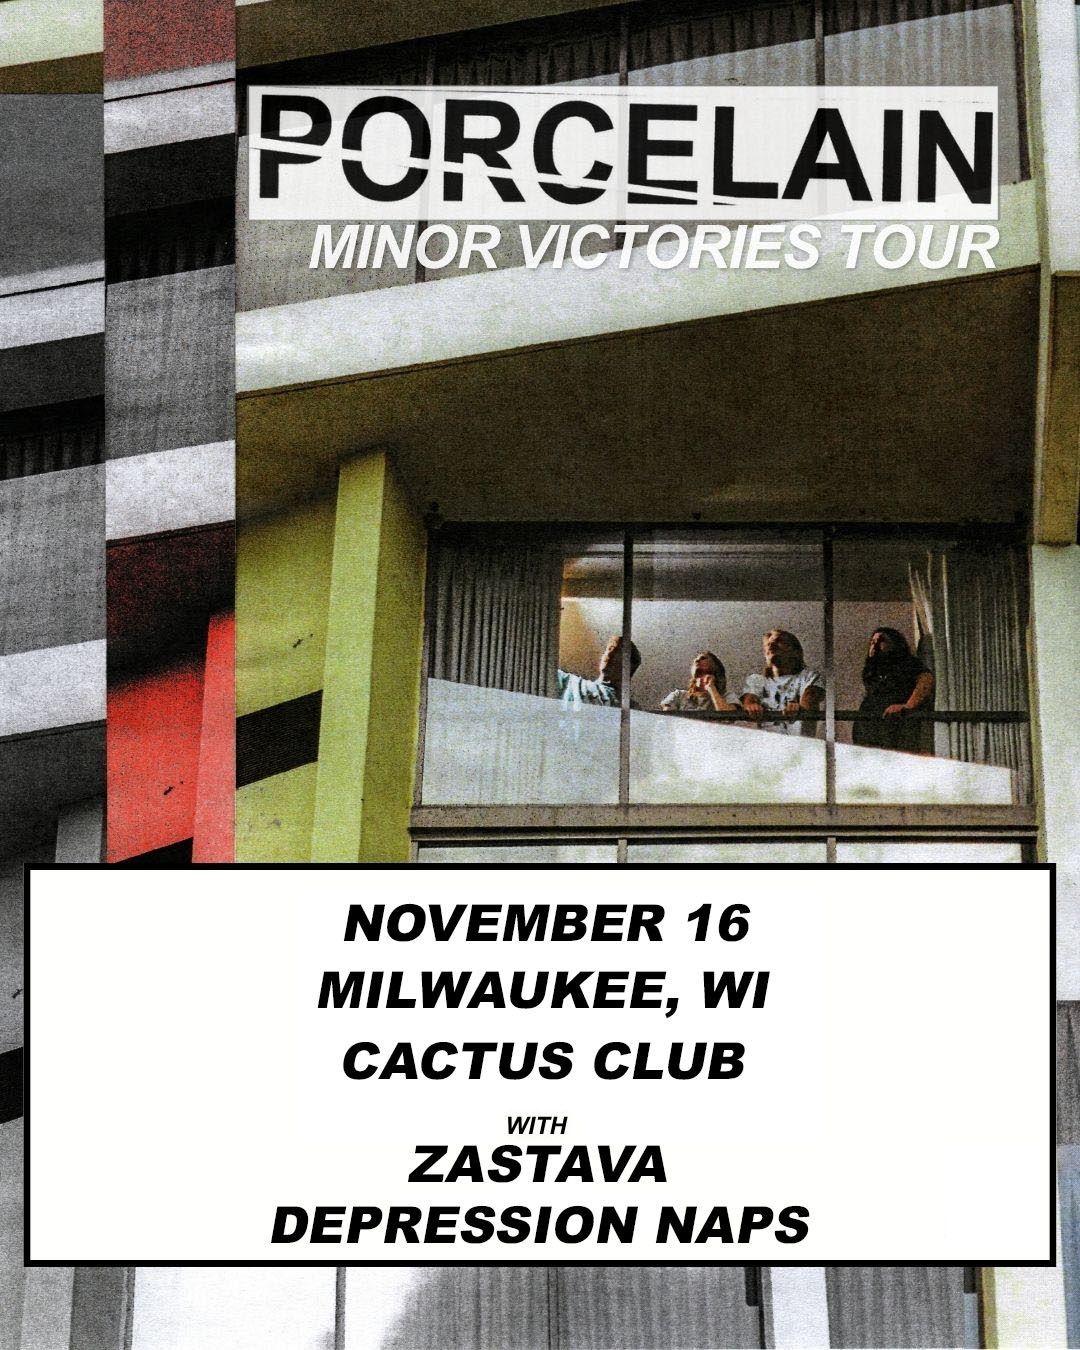 PORCELAIN
MINOR VICTORIES TOUR
NOVEMBER 16
MILWAUKEE, WI
CACTUS CLUB
WITH
ZASTAVA
DEPRESSION NAPS